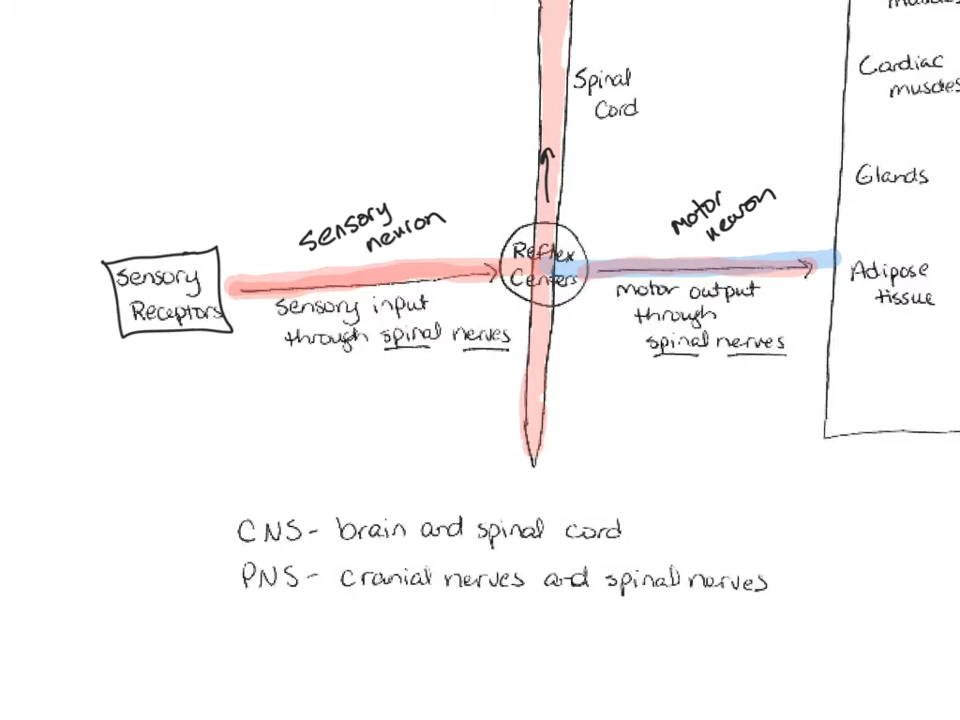 muscles
Spinal
Cord
Cardiac
muscles
Glands
sensory
neuron
motor
neuron
Reflex
Centers
Sensory
Receptors
sensory input
through spinal nerves
motor output
through
spinal nerves
Adipose
tissue
CNS- brain and spinal cord
PNS- cranial nerves and spinal nerves